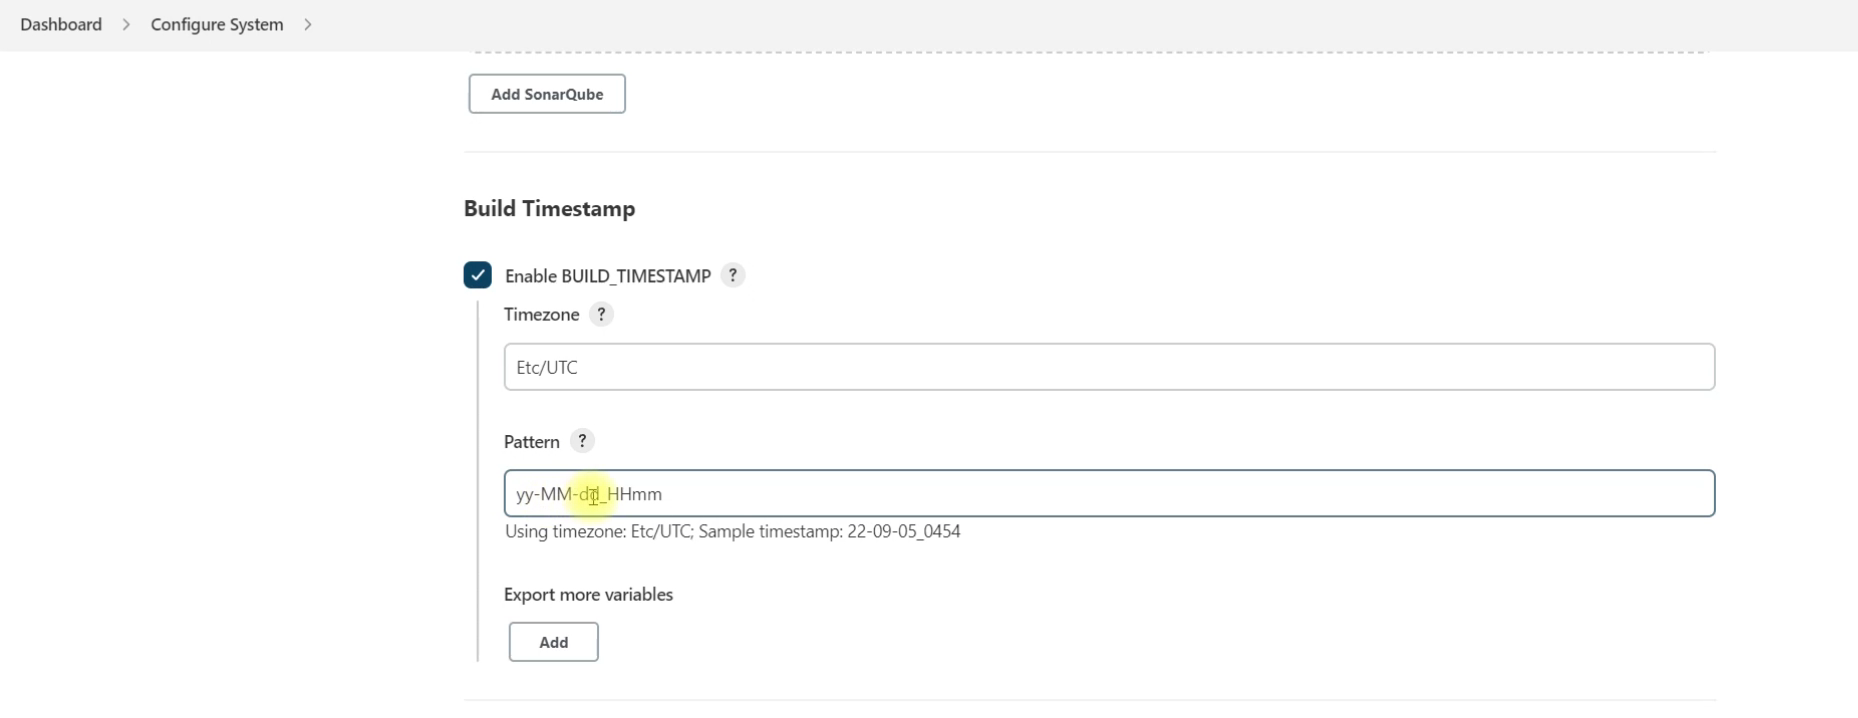 Dashboard > Configure System >
Add SonarQube
Build Timestamp
Enable BUILD_TIMESTAMP ?
Timezone ?
Etc/UTC
Pattern ?
yy-MM-dd_HHmm
Using timezone: Etc/UTC; Sample timestamp: 22-09-05_0454
Export more variables
Add